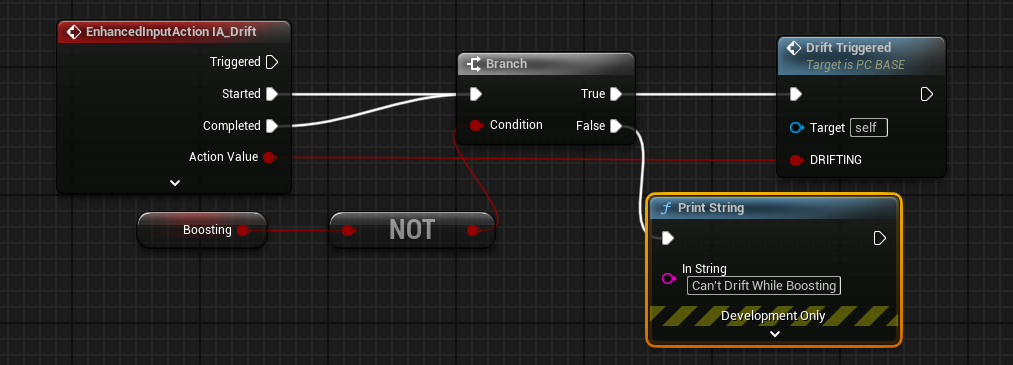 EnhancedInputAction IA_Drift
Triggered
Started
Completed
Action Value
Boosting
NOT
Branch
True
Condition
False
Drift Triggered
Target is PC BASE
Target self
DRIFTING
Print String
In String
Can't Drift While Boosting
Development Only